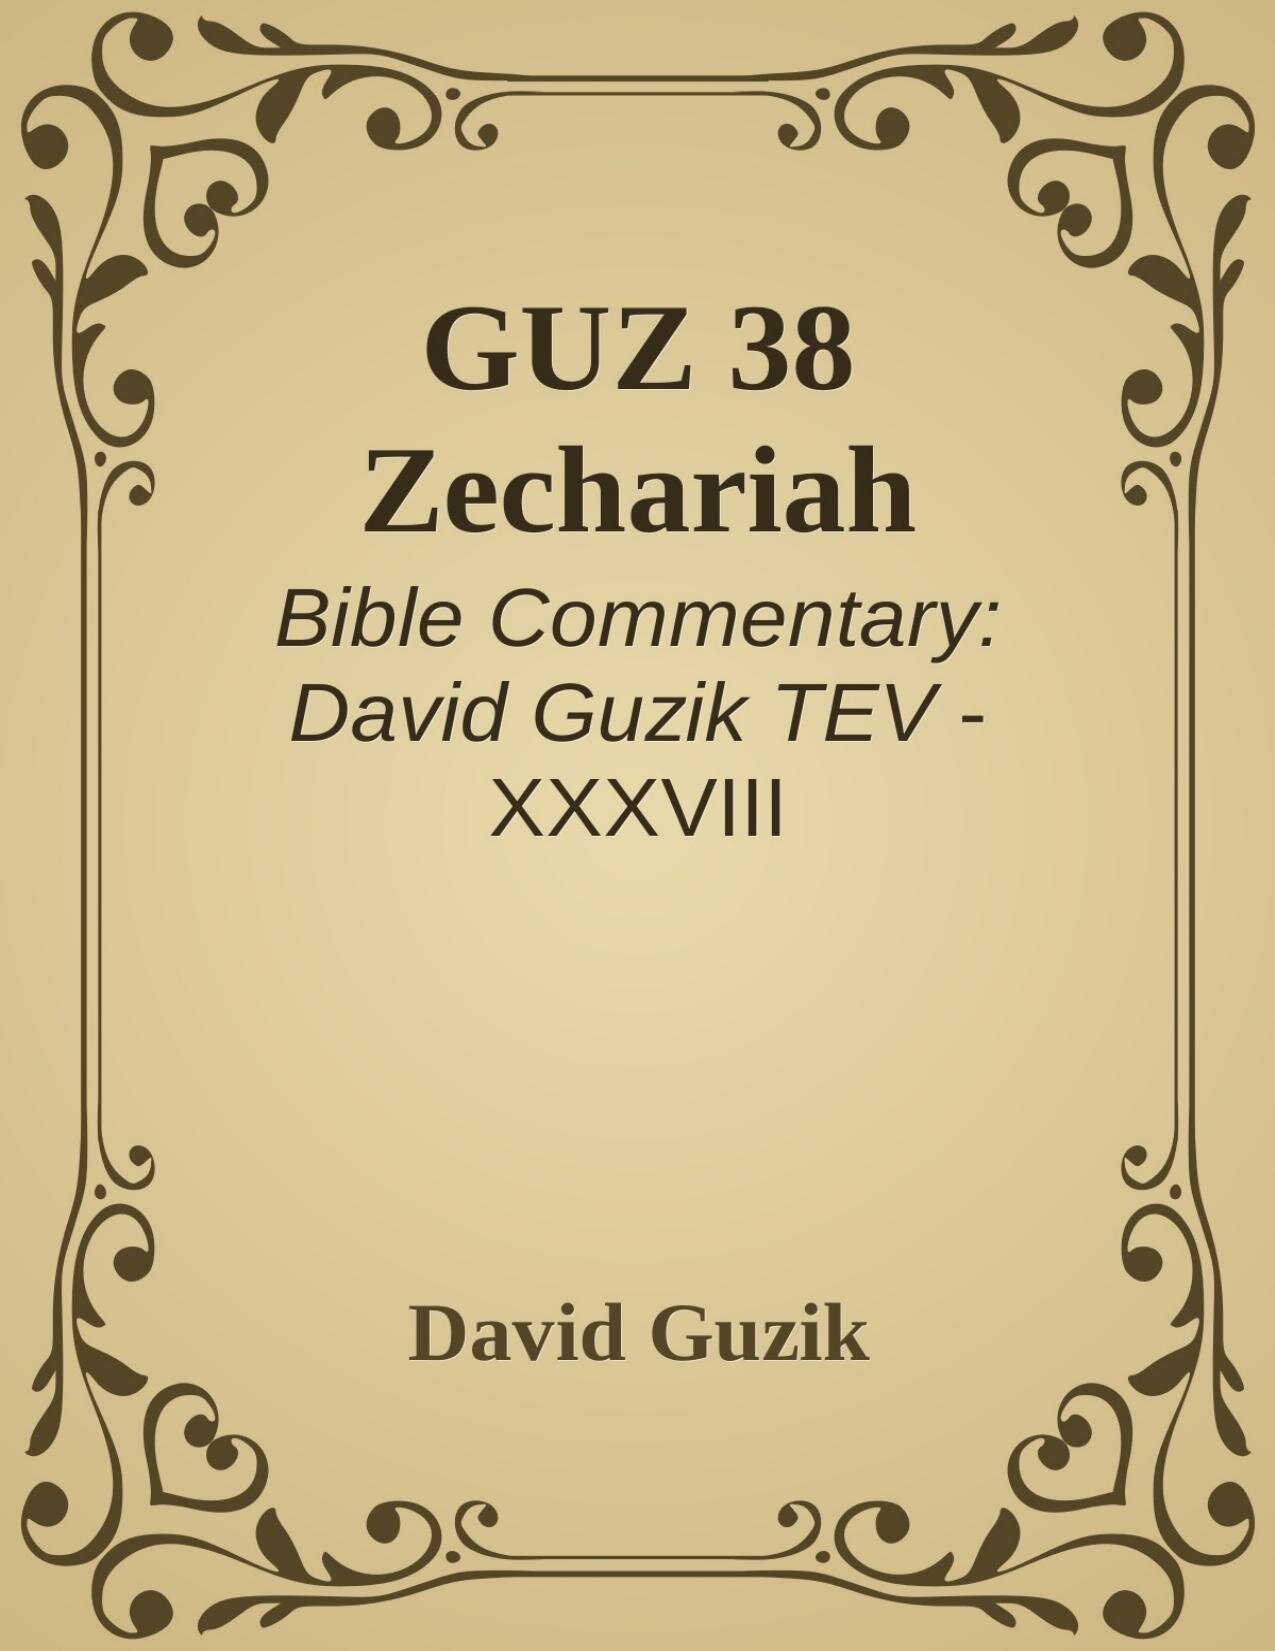 GUZ 38
Zechariah
Bible Commentary:
David Guzik TEV -
XXXVIII
David Guzik